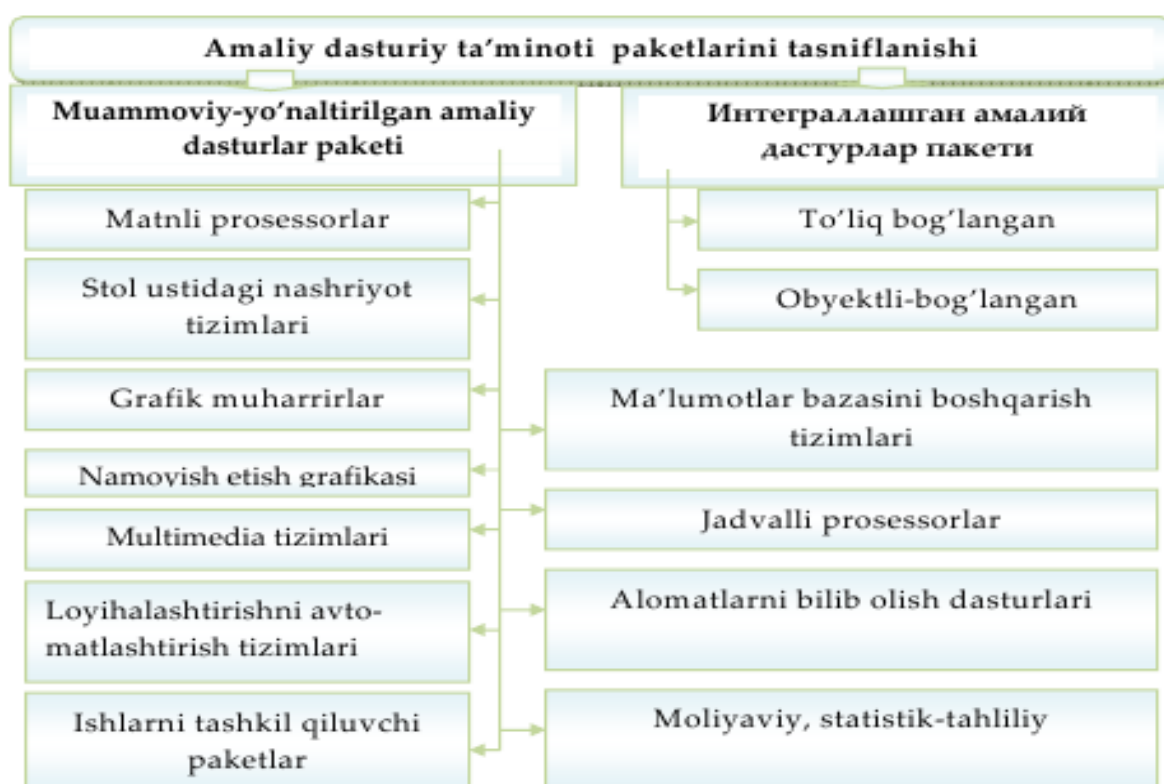 Amaliy dasturiy ta’minoti paketlarini tasniflanishi
Muammoviy-yo’naltirilgan amaliy
dasturlar paketi
Интеграллашган амалий
дастурлар пакети
Matnli prosessorlar
Stol ustidagi nashriyot
tizimlari
Grafik muharrirlar
Namoyish etish grafikasi
Multimedia tizimlari
Loyihalashtirishni avto-
matlashtirish tizimlari
Ishlarni tashkil qiluvchi
paketlar
To’liq bog’langan
Obyektli-bog’langan
Ma’lumotlar bazasini boshqarish
tizimlari
Jadvalli prosessorlar
Alomatlarni bilib olish dasturlari
Moliyaviy, statistik-tahliliy